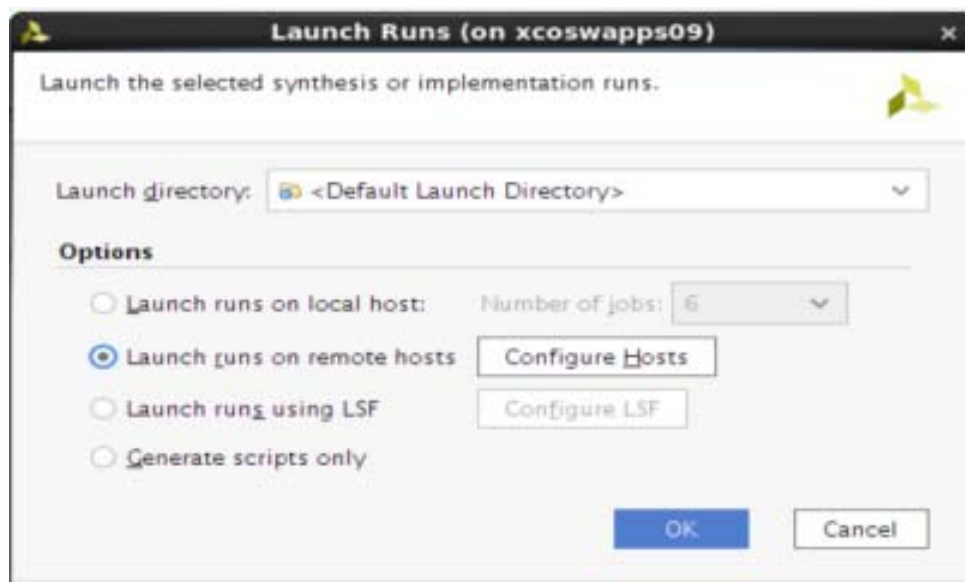 Launch Runs (on xcoswapps09)
Launch the selected synthesis or implementation runs.
Launch directory: <Default Launch Directory>
Options
Launch runs on local host: Number of jobs: 6
Launch runs on remote hosts Configure Hosts
Launch runs using LSF Configure LSF
Generate scripts only
OK Cancel